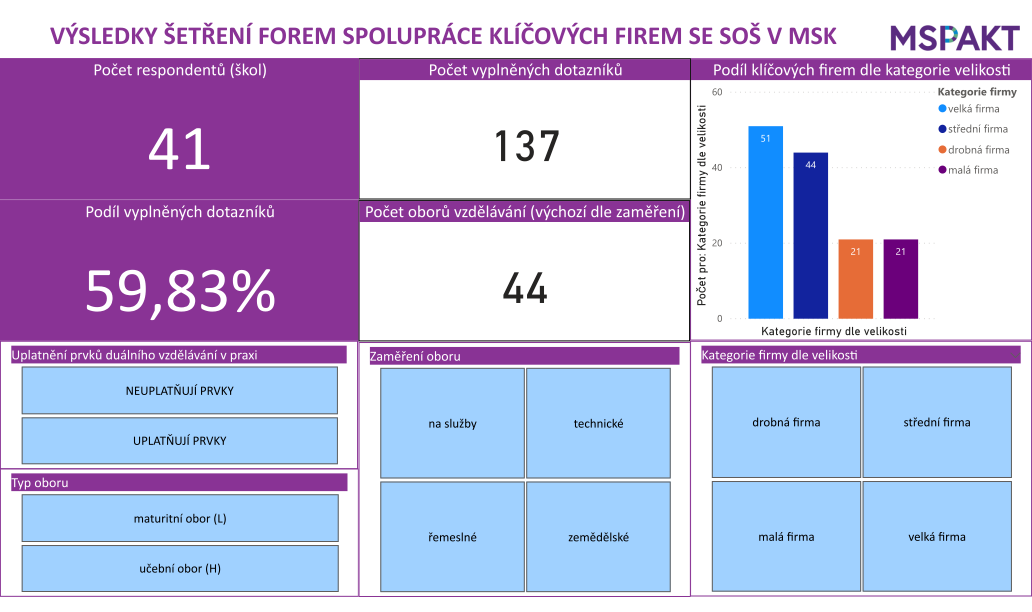 VÝSLEDKY ŠETŘENÍ FOREM SPOLUPRÁCE KLÍČOVÝCH FIREM SE SOŠ V MSK
MSPAKT
Počet respondentů (škol)
41
Počet vyplněných dotazníků
137
Podíl klíčových firem dle kategorie velikosti
Kategorie firmy
velká firma
střední firma
drobná firma
malá firma
Počet pro: Kategorie firmy dle velikosti
60
40
20
0
51
44
21
21
Kategorie firmy dle velikosti
Podíl vyplněných dotazníků
59,83%
Počet oborů vzdělávání (výchozí dle zaměření)
44
Uplatnění prvků duálního vzdělávání v praxi
NEUPLATŇUJÍ PRVKY
UPLATŇUJÍ PRVKY
Typ oboru
maturitní obor (L)
učební obor (H)
Zaměření oboru
na služby
technické
řemeslné
zemědělské
Kategorie firmy dle velikosti
drobná firma
střední firma
malá firma
velká firma